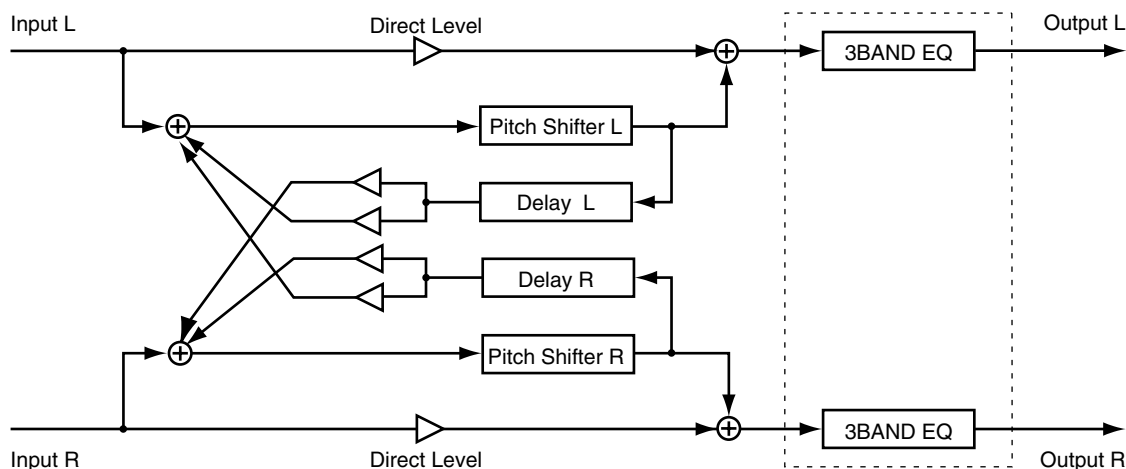 Input L
Direct Level
Output L
3BAND EQ
Pitch Shifter L
Delay L
Delay R
Pitch Shifter R
3BAND EQ
Input R
Direct Level
Output R